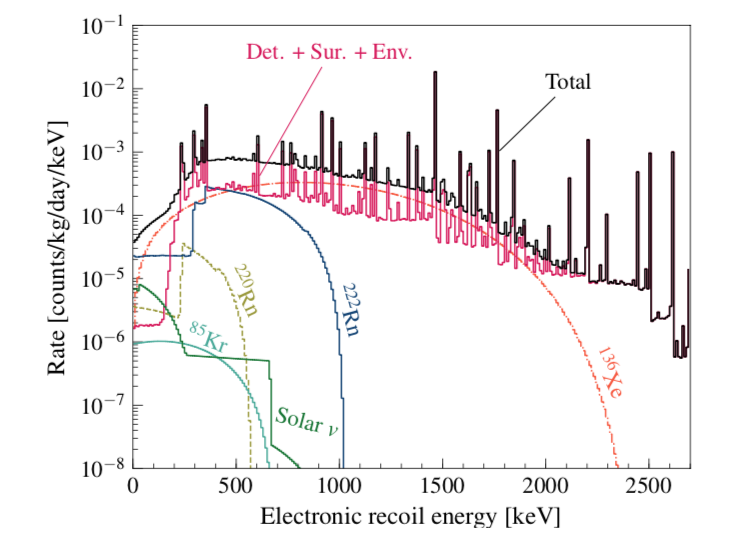 10⁻¹
10⁻²
10⁻³
10⁻⁴
10⁻⁵
10⁻⁶
10⁻⁷
10⁻⁸
Rate [counts/kg/day/keV]
Det. + Sur. + Env.
Total
²²⁰Rn
²²²Rn
⁸⁵Kr
¹³⁶Xe
Solar ν
0 500 1000 1500 2000 2500
Electronic recoil energy [keV]